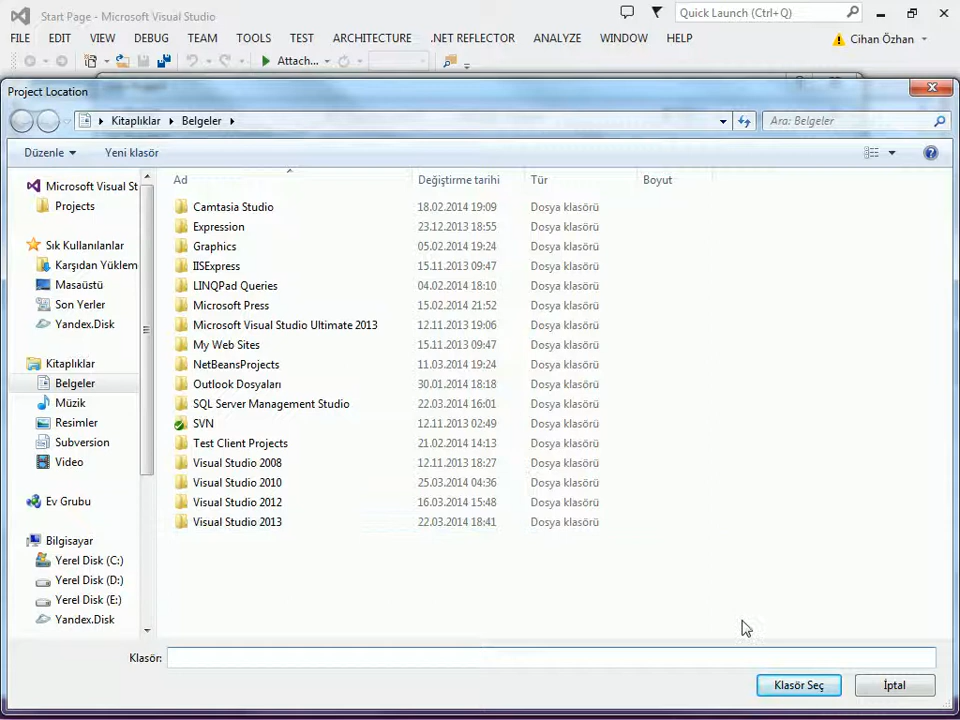 Start Page - Microsoft Visual Studio
Quick Launch (Ctrl+Q)
FILE EDIT VIEW DEBUG TEAM TOOLS TEST ARCHITECTURE .NET REFLECTOR ANALYZE WINDOW HELP
Cihan Özhan
Attach...
Project Location
Kitaplıklar Belgeler
Ara: Belgeler
Düzenle Yeni klasör
Microsoft Visual St
Projects
Sık Kullanılanlar
Karşıdan Yüklem
Masaüstü
Son Yerler
Yandex.Disk
Kitaplıklar
Belgeler
Müzik
Resimler
Subversion
Video
Ev Grubu
Bilgisayar
Yerel Disk (C:)
Yerel Disk (D:)
Yerel Disk (E:)
Yandex.Disk
Ad Değiştirme tarihi Tür Boyut
Camtasia Studio 18.02.2014 19:09 Dosya klasörü
Expression 23.12.2013 18:55 Dosya klasörü
Graphics 05.02.2014 19:24 Dosya klasörü
IISExpress 15.11.2013 09:47 Dosya klasörü
LINQPad Queries 04.02.2014 18:10 Dosya klasörü
Microsoft Press 15.02.2014 21:52 Dosya klasörü
Microsoft Visual Studio Ultimate 2013 12.11.2013 19:06 Dosya klasörü
My Web Sites 15.11.2013 09:47 Dosya klasörü
NetBeansProjects 11.03.2014 19:24 Dosya klasörü
Outlook Dosyaları 30.01.2014 18:18 Dosya klasörü
SQL Server Management Studio 22.03.2014 16:01 Dosya klasörü
SVN 12.11.2013 02:49 Dosya klasörü
Test Client Projects 21.02.2014 14:13 Dosya klasörü
Visual Studio 2008 12.11.2013 18:27 Dosya klasörü
Visual Studio 2010 25.03.2014 04:36 Dosya klasörü
Visual Studio 2012 16.03.2014 15:48 Dosya klasörü
Visual Studio 2013 22.03.2014 18:41 Dosya klasörü
Klasör:
Klasör Seç İptal